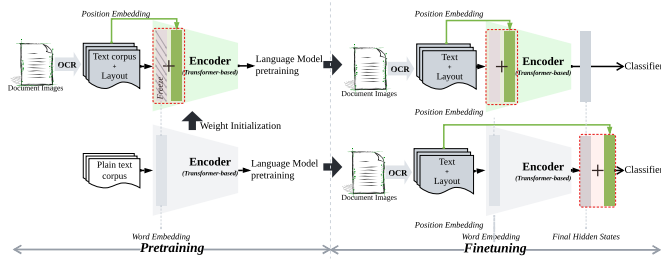 Position Embedding
OCR
Document Images
Text corpus
+
Layout
+
Freeze
Encoder
(Transformer-based)
Language Model
pretraining
Weight Initialization
Plain text
corpus
Encoder
(Transformer-based)
Language Model
pretraining
Word Embedding
Pretraining
Position Embedding
OCR
Document Images
Text
+
Layout
+
Encoder
(Transformer-based)
Classifier
Position Embedding
OCR
Document Images
Text
+
Layout
Encoder
(Transformer-based)
+
Classifier
Position Embedding
Word Embedding
Final Hidden States
Finetuning